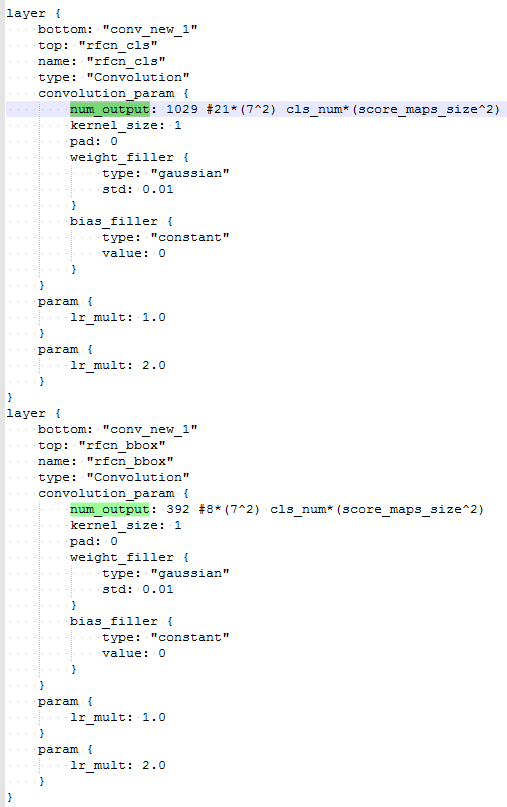 layer {
    bottom: "conv_new_1"
    top: "rfcn_cls"
    name: "rfcn_cls"
    type: "Convolution"
    convolution_param {
        num_output: 1029 #21*(7^2) cls_num*(score_maps_size^2)
        kernel_size: 1
        pad: 0
        weight_filler {
            type: "gaussian"
            std: 0.01
        }
        bias_filler {
            type: "constant"
            value: 0
        }
    }
    param {
        lr_mult: 1.0
    }
    param {
        lr_mult: 2.0
    }
}
layer {
    bottom: "conv_new_1"
    top: "rfcn_bbox"
    name: "rfcn_bbox"
    type: "Convolution"
    convolution_param {
        num_output: 392 #8*(7^2) cls_num*(score_maps_size^2)
        kernel_size: 1
        pad: 0
        weight_filler {
            type: "gaussian"
            std: 0.01
        }
        bias_filler {
            type: "constant"
            value: 0
        }
    }
    param {
        lr_mult: 1.0
    }
    param {
        lr_mult: 2.0
    }
}